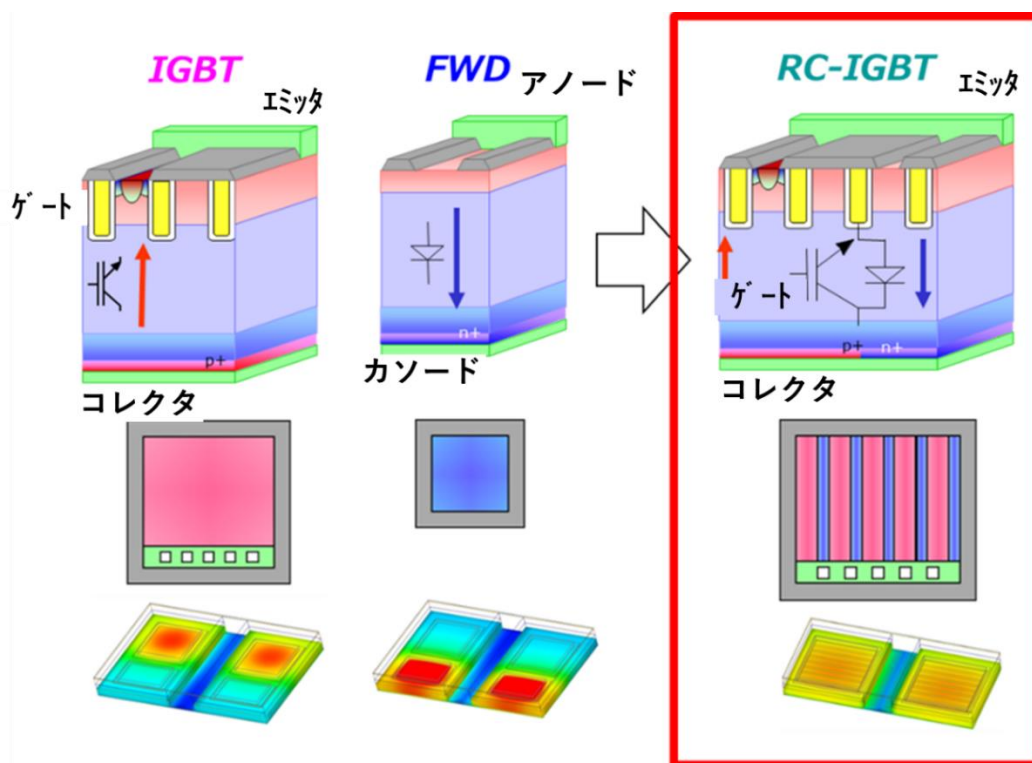 IGBT
エミッタ
ゲート
p+
コレクタ
FWD
アノード
n+
カソード
RC-IGBT
エミッタ
ゲート
p+
n+
コレクタ